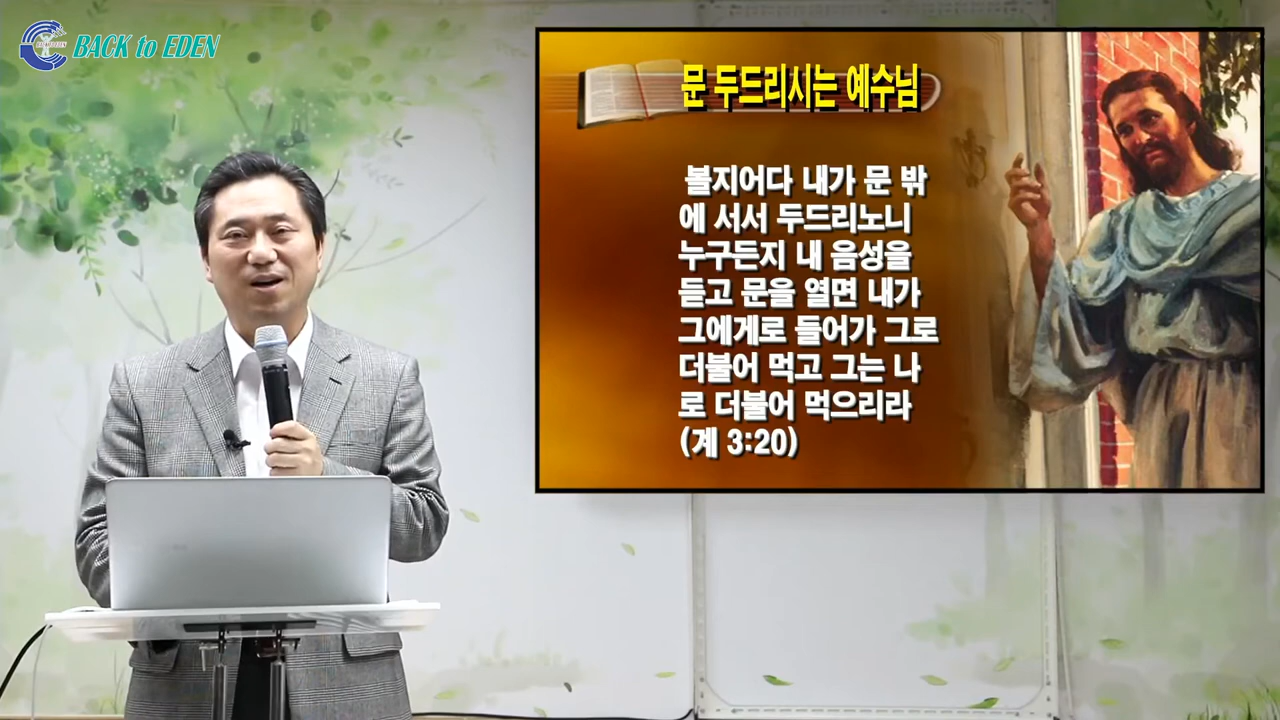 BACK to EDEN
문 두드리시는 예수님
볼지어다 내가 문 밖
에 서서 두드리노니
누구든지 내 음성을
듣고 문을 열면 내가
그에게로 들어가 그로
더불어 먹고 그는 나
로 더불어 먹으리라
(계 3:20)